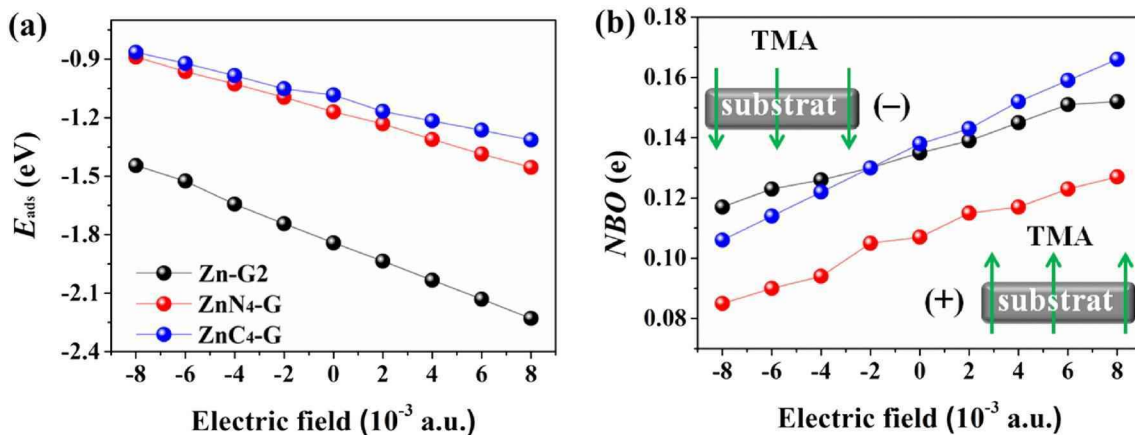 (a)
-0.9
-1.2
-1.5
-1.8
-2.1
-2.4
E_ads (eV)
Zn-G2
ZnN₄-G
ZnC₄-G
-8 -6 -4 -2 0 2 4 6 8
Electric field (10⁻³ a.u.)
(b)
0.18
0.16
0.14
0.12
0.10
0.08
NBO (e)
TMA
substrat (−)
TMA
(+) substrat
-8 -6 -4 -2 0 2 4 6 8
Electric field (10⁻³ a.u.)